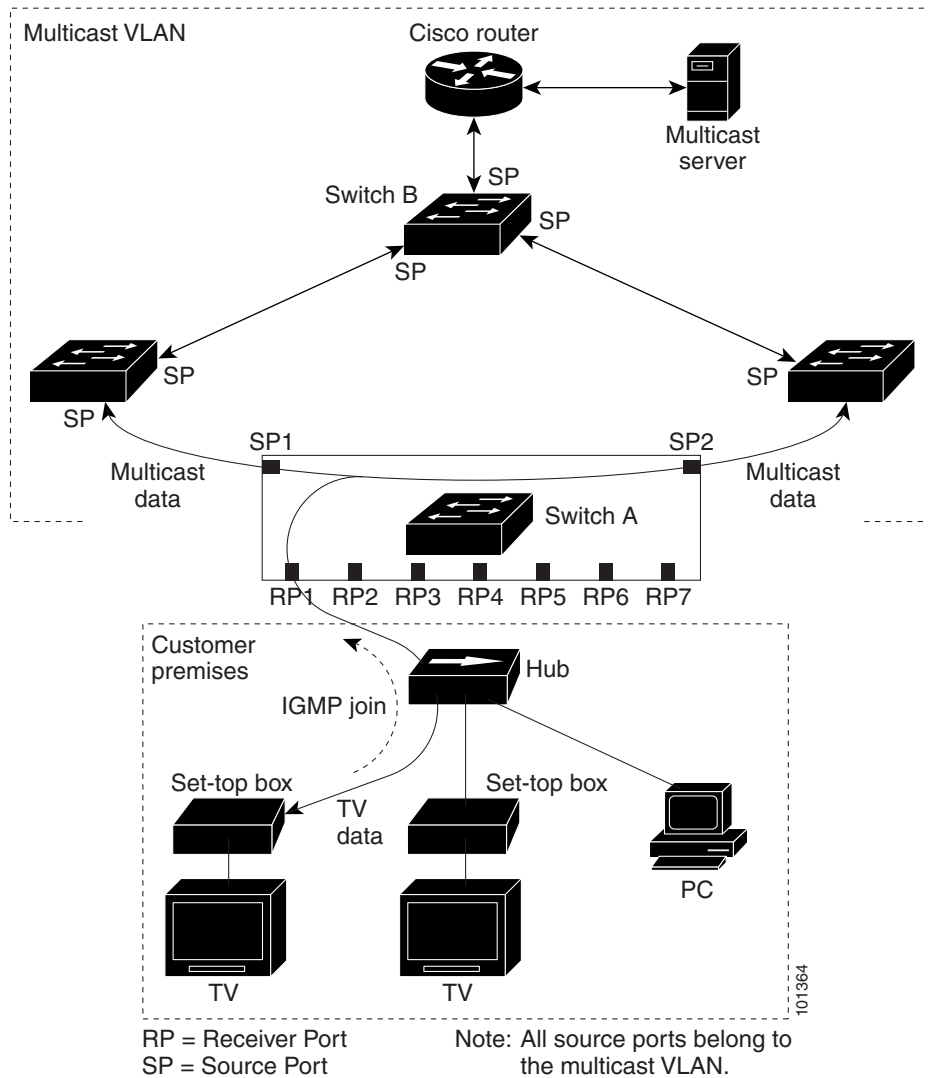 Multicast VLAN
Cisco router
Multicast
server
SP
Switch B
SP
SP
SP
SP
SP
SP1
SP2
Multicast
data
Multicast
data
Switch A
RP1 RP2 RP3 RP4 RP5 RP6 RP7
Customer
premises
Hub
IGMP join
Set-top box
Set-top box
TV
data
PC
TV
TV
101364
RP = Receiver Port
SP = Source Port
Note: All source ports belong to
the multicast VLAN.